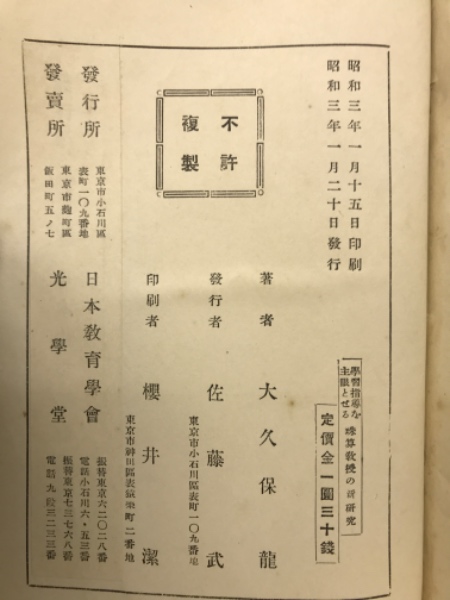 昭和三年一月十五日印刷
昭和三年一月二十日發行
學習指導を
主眼とせる
珠算敎授の新硏究
定價全一圓三十錢
不許
複製
著者 大久保龍
發行者 佐藤武
東京市小石川區表町一〇九番地
印刷者 櫻井潔
東京市神田區表猿樂町二番地
發行所
東京市小石川區
表町一〇九番地
日本敎育學會
振替東京六二〇二八番
電話小石川六・五三番
發賣所
東京市麴町區
飯田町五ノ七
光學堂
振替東京七三七六八番
電話九段三二三三番